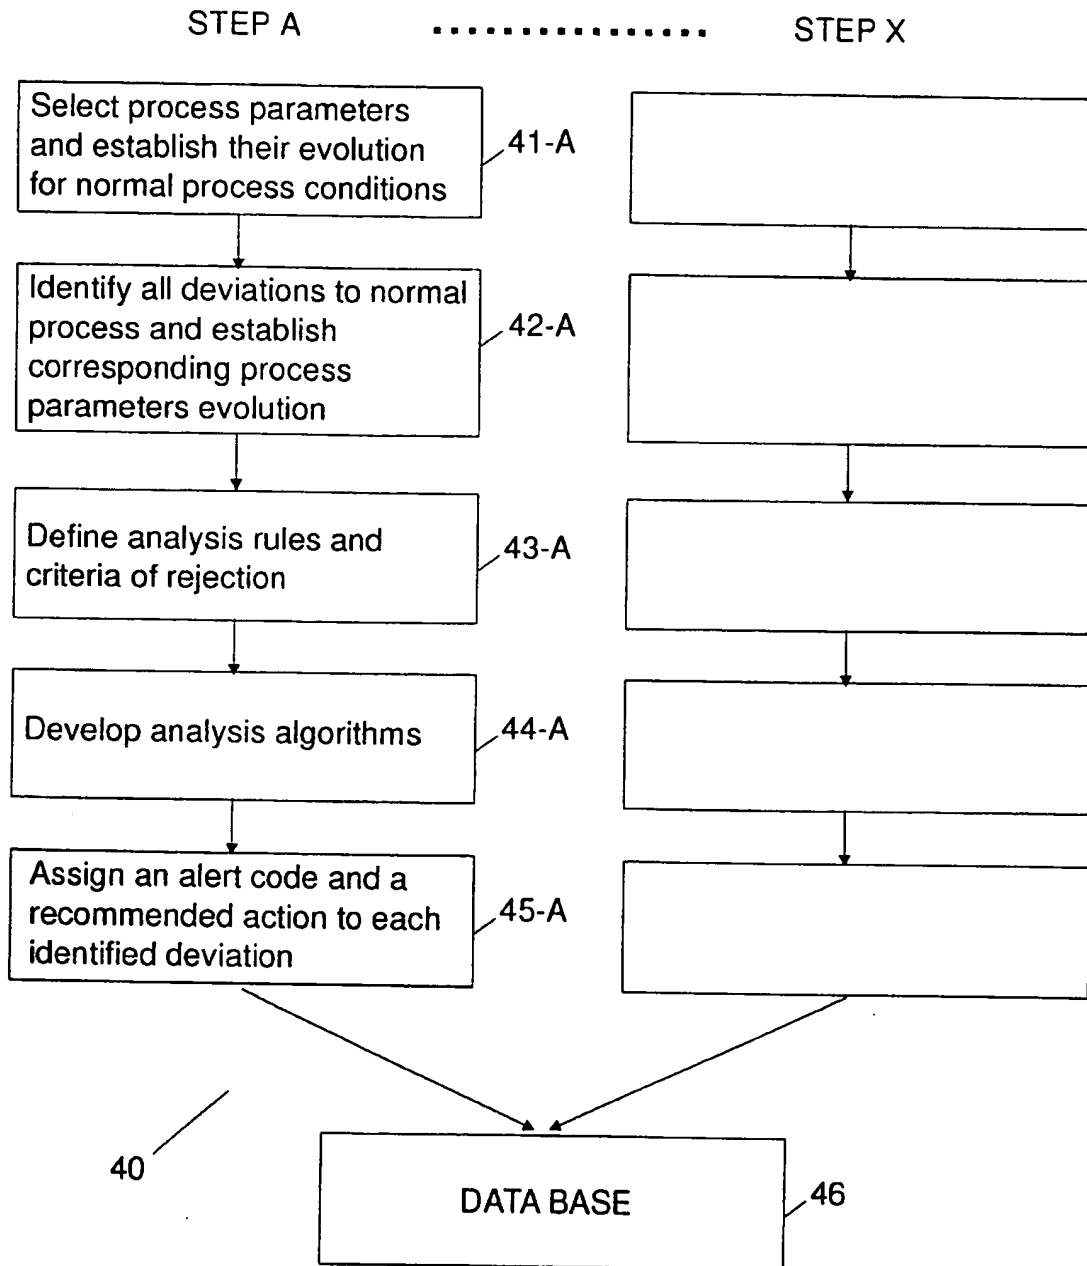 STEP A ................ STEP X
Select process parameters
and establish their evolution
for normal process conditions
41-A
Identify all deviations to normal
process and establish
corresponding process
parameters evolution
42-A
Define analysis rules and
criteria of rejection
43-A
Develop analysis algorithms
44-A
Assign an alert code and a
recommended action to each
identified deviation
45-A
40
DATA BASE
46